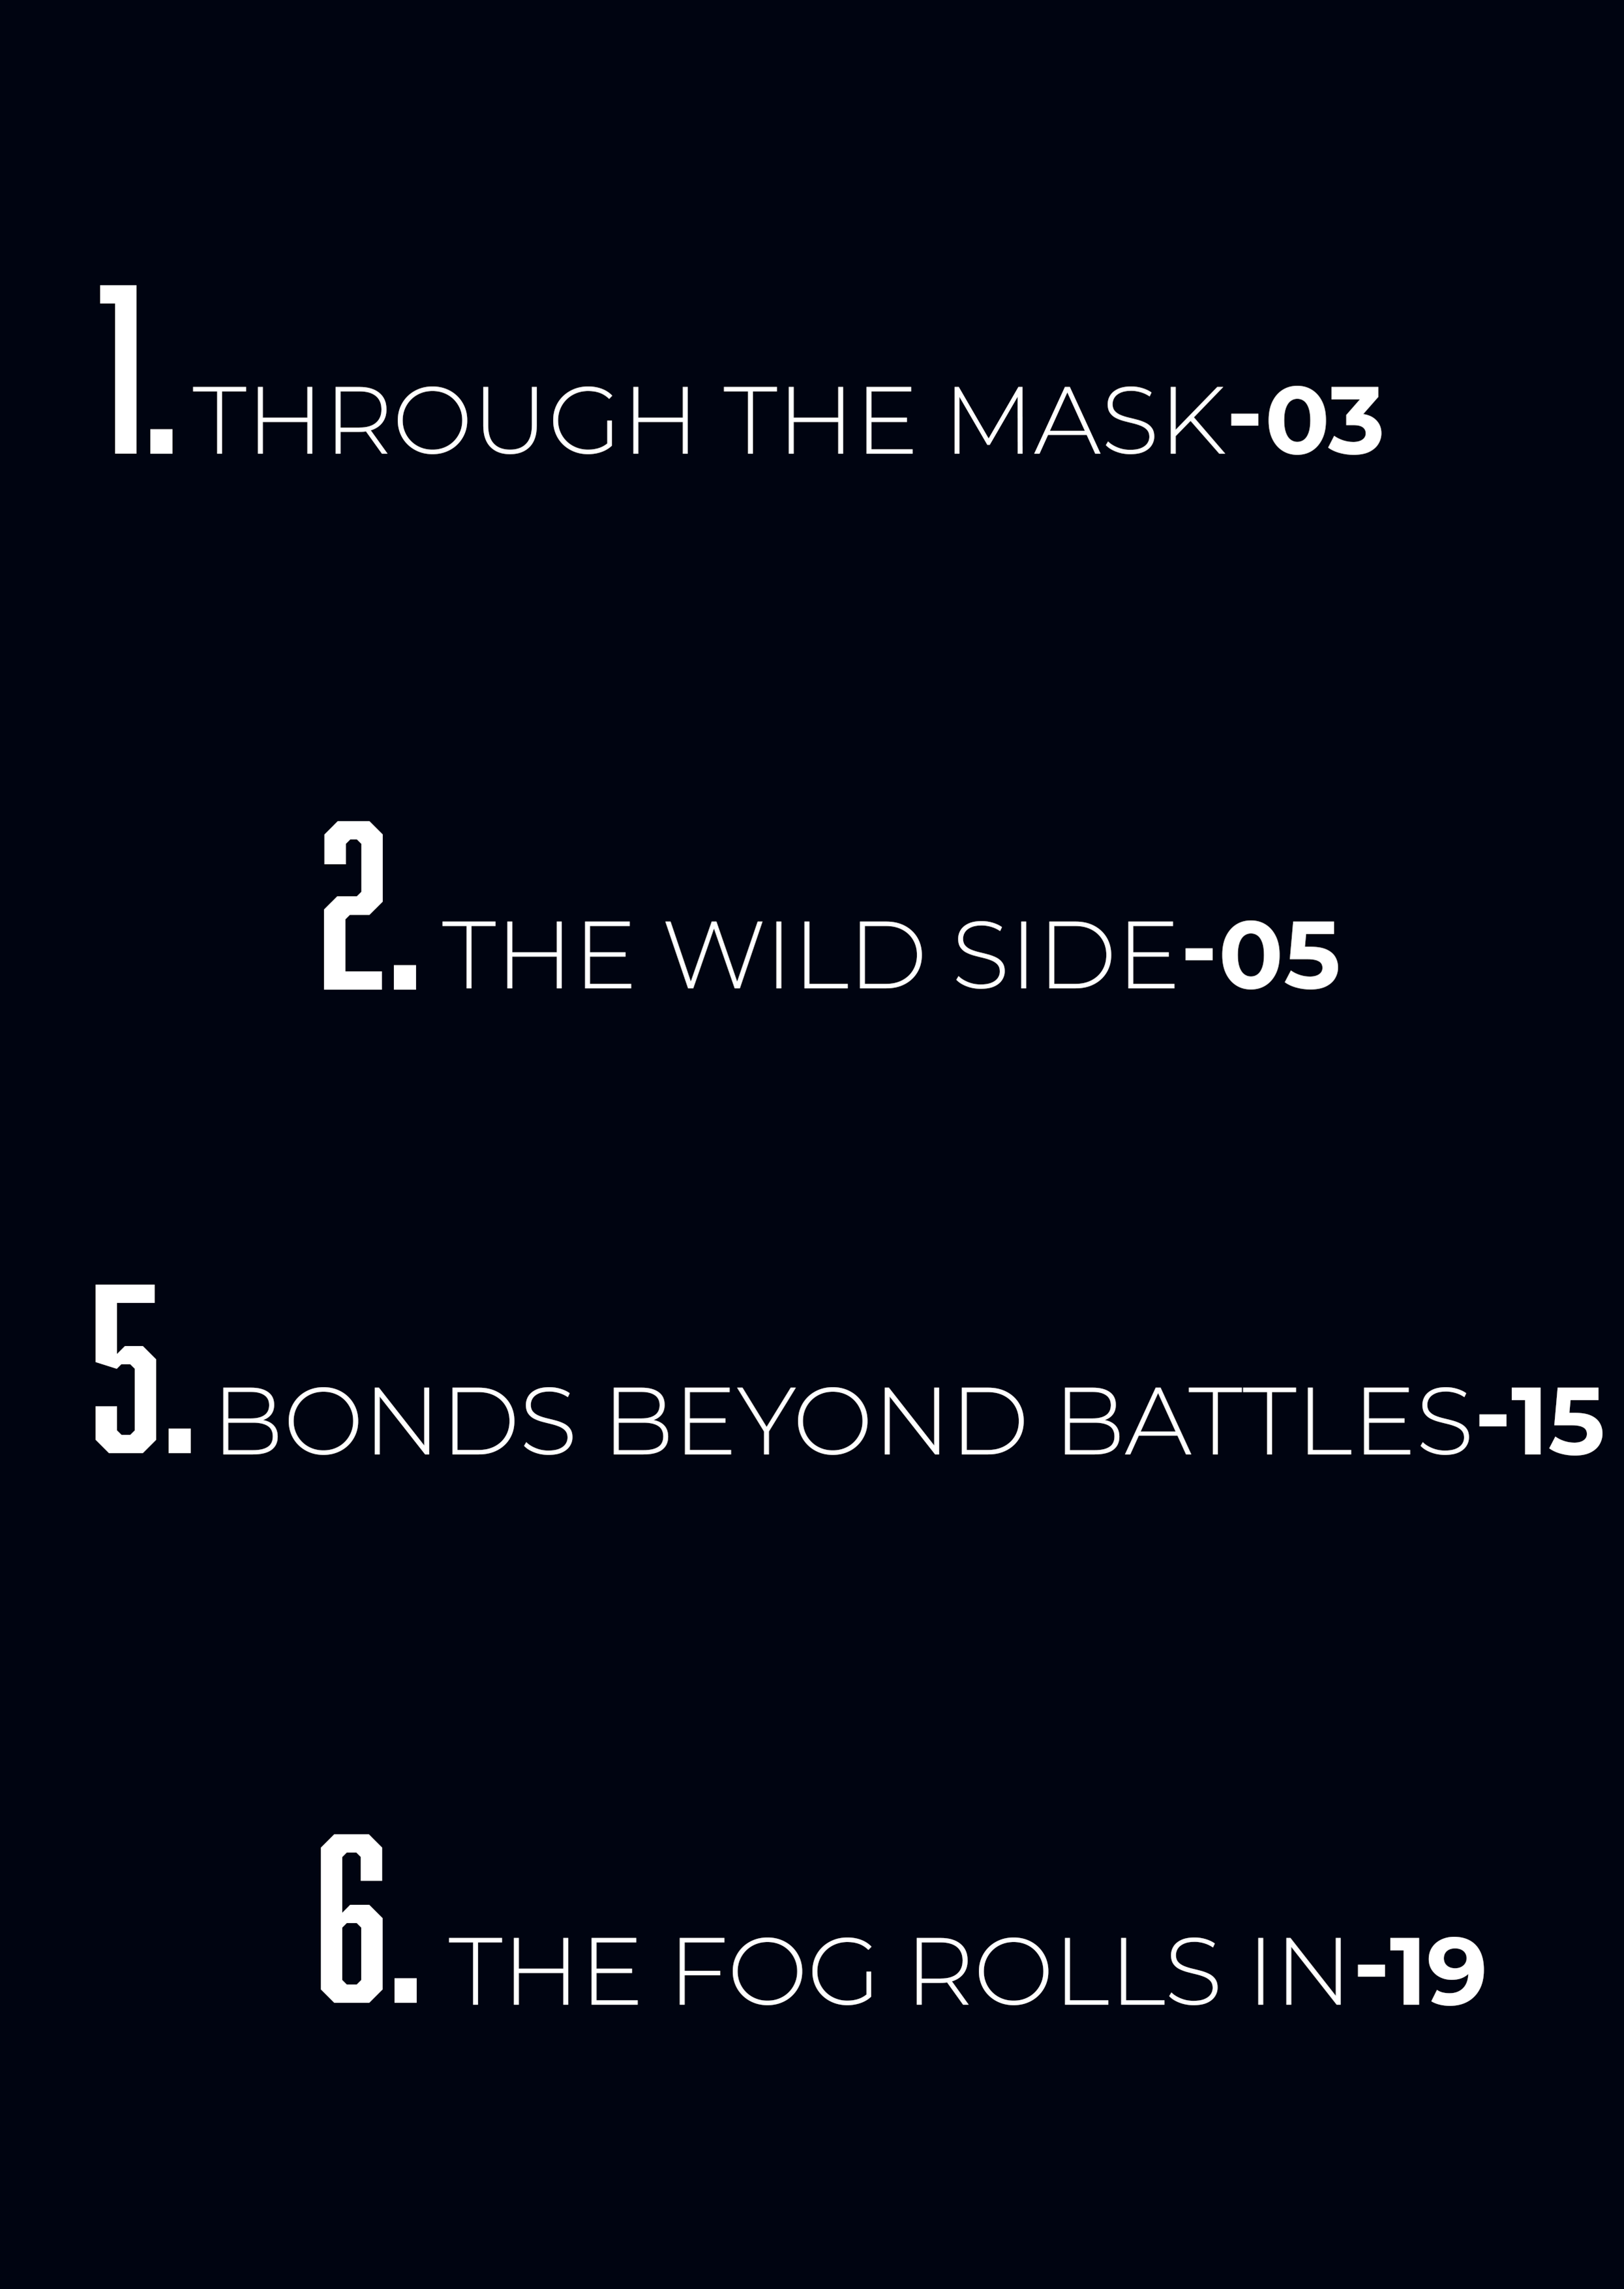 1. THROUGH THE MASK-03
2. THE WILD SIDE-05
5. BONDS BEYOND BATTLES-15
6. THE FOG ROLLS IN-19